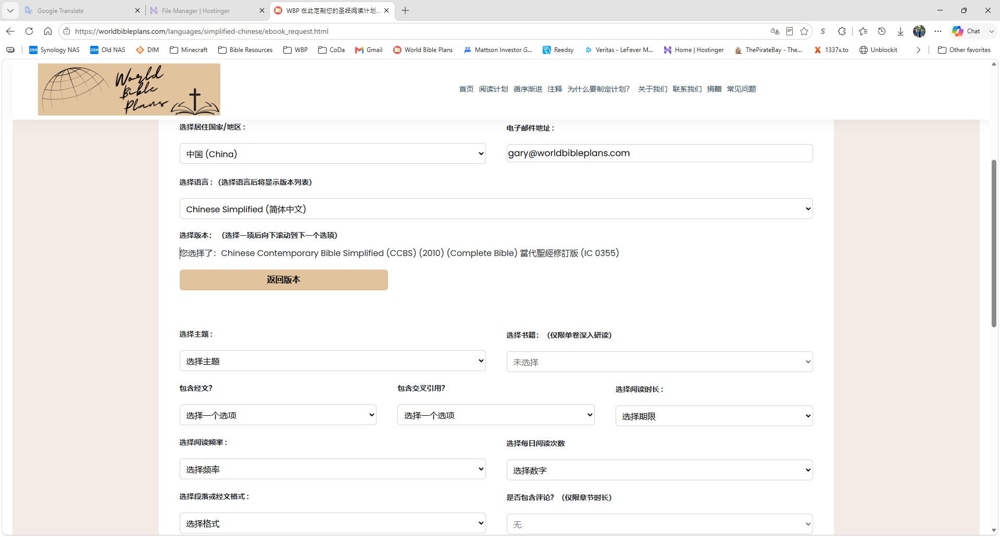 Google Translate
File Manager | Hostinger
WBP 在此定制您的圣经阅读计划...
https://worldbibleplans.com/languages/simplified-chinese/ebook_request.html
Chat
Synology NAS
Old NAS
DIM
Minecraft
Bible Resources
WBP
CoDa
Gmail
World Bible Plans
Mattson Investor G...
Reedsy
Veritas - LeFever M...
Home | Hostinger
ThePirateBay - The...
1337x.to
Unblockit
Other favorites
World
Bible
Plans
首页 阅读计划 循序渐进 注释 为什么要制定计划？ 关于我们 联系我们 捐赠 常见问题
选择居住国家/地区：
电子邮件地址：
中国 (China)
gary@worldbibleplans.com
选择语言：（选择语言后将显示版本列表）
Chinese Simplified (简体中文)
选择版本： （选择一项后向下滚动到下一个选项）
您选择了：Chinese Contemporary Bible Simplified (CCBS) (2010) (Complete Bible) 當代聖經修訂版 (IC 0355)
返回版本
选择主题：
选择书籍：（仅限单卷深入研读）
选择主题
未选择
包含经文？
包含交叉引用？
选择阅读时长：
选择一个选项
选择一个选项
选择期限
选择阅读频率：
选择每日阅读次数
选择频率
选择数字
选择段落或经文格式：
是否包含评论？（仅限章节时长）
选择格式
无